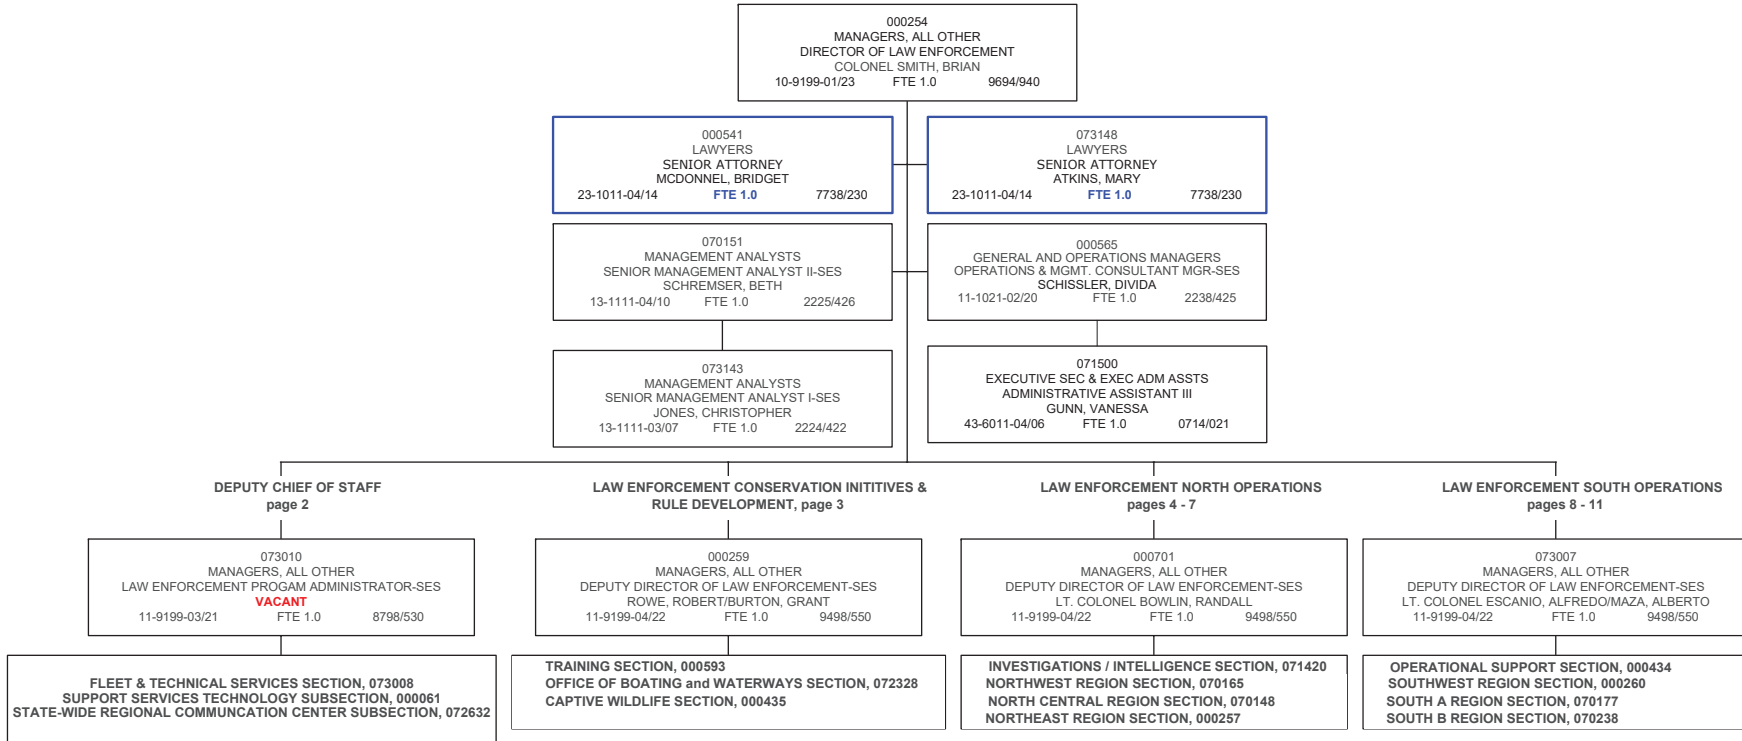 000254
MANAGERS, ALL OTHER
DIRECTOR OF LAW ENFORCEMENT
COLONEL SMITH, BRIAN
10-9199-01/23 FTE 1.0 9694/940
000541
LAWYERS
SENIOR ATTORNEY
MCDONNEL, BRIDGET
23-1011-04/14 FTE 1.0 7738/230
073148
LAWYERS
SENIOR ATTORNEY
ATKINS, MARY
23-1011-04/14 FTE 1.0 7738/230
070151
MANAGEMENT ANALYSTS
SENIOR MANAGEMENT ANALYST II-SES
SCHREMSER, BETH
13-1111-04/10 FTE 1.0 2225/426
000565
GENERAL AND OPERATIONS MANAGERS
OPERATIONS & MGMT. CONSULTANT MGR-SES
SCHISSLER, DIVIDA
11-1021-02/20 FTE 1.0 2238/425
073143
MANAGEMENT ANALYSTS
SENIOR MANAGEMENT ANALYST I-SES
JONES, CHRISTOPHER
13-1111-03/07 FTE 1.0 2224/422
071500
EXECUTIVE SEC & EXEC ADM ASSTS
ADMINISTRATIVE ASSISTANT III
GUNN, VANESSA
43-6011-04/06 FTE 1.0 0714/021
DEPUTY CHIEF OF STAFF
page 2
073010
MANAGERS, ALL OTHER
LAW ENFORCEMENT PROGAM ADMINISTRATOR-SES
VACANT
11-9199-03/21 FTE 1.0 8798/530
FLEET & TECHNICAL SERVICES SECTION, 073008
SUPPORT SERVICES TECHNOLOGY SUBSECTION, 000061
STATE-WIDE REGIONAL COMMUNCATION CENTER SUBSECTION, 072632
LAW ENFORCEMENT CONSERVATION INITITIVES &
RULE DEVELOPMENT, page 3
000259
MANAGERS, ALL OTHER
DEPUTY DIRECTOR OF LAW ENFORCEMENT-SES
ROWE, ROBERT/BURTON, GRANT
11-9199-04/22 FTE 1.0 9498/550
TRAINING SECTION, 000593
OFFICE OF BOATING and WATERWAYS SECTION, 072328
CAPTIVE WILDLIFE SECTION, 000435
LAW ENFORCEMENT NORTH OPERATIONS
pages 4 - 7
000701
MANAGERS, ALL OTHER
DEPUTY DIRECTOR OF LAW ENFORCEMENT-SES
LT. COLONEL BOWLIN, RANDALL
11-9199-04/22 FTE 1.0 9498/550
INVESTIGATIONS / INTELLIGENCE SECTION, 071420
NORTHWEST REGION SECTION, 070165
NORTH CENTRAL REGION SECTION, 070148
NORTHEAST REGION SECTION, 000257
LAW ENFORCEMENT SOUTH OPERATIONS
pages 8 - 11
073007
MANAGERS, ALL OTHER
DEPUTY DIRECTOR OF LAW ENFORCEMENT-SES
LT. COLONEL ESCANIO, ALFREDO/MAZA, ALBERTO
11-9199-04/22 FTE 1.0 9498/550
OPERATIONAL SUPPORT SECTION, 000434
SOUTHWEST REGION SECTION, 000260
SOUTH A REGION SECTION, 070177
SOUTH B REGION SECTION, 070238